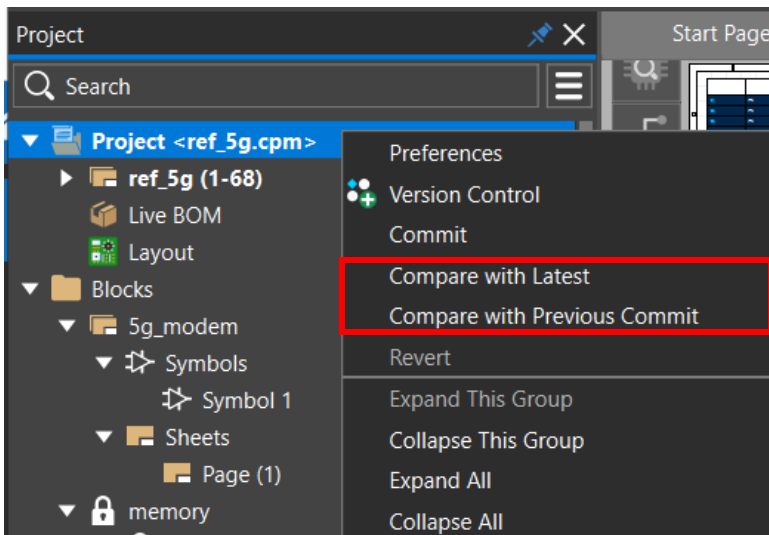 Project
Start Page
Search
Project <ref_5g.cpm>
ref_5g (1-68)
Live BOM
Layout
Blocks
5g_modem
Symbols
Symbol 1
Sheets
Page (1)
memory
Preferences
Version Control
Commit
Compare with Latest
Compare with Previous Commit
Revert
Expand This Group
Collapse This Group
Expand All
Collapse All